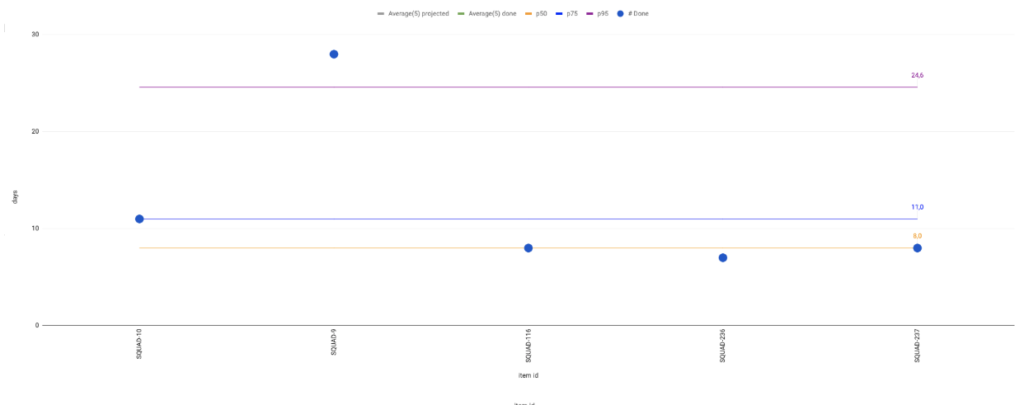 Average(5) projected Average(5) done p50 p75 p95 # Done
30
24,6
20
days
11,0
10
8,0
0
SQUAD-10 SQUAD-9 SQUAD-116 SQUAD-236 SQUAD-237
item id